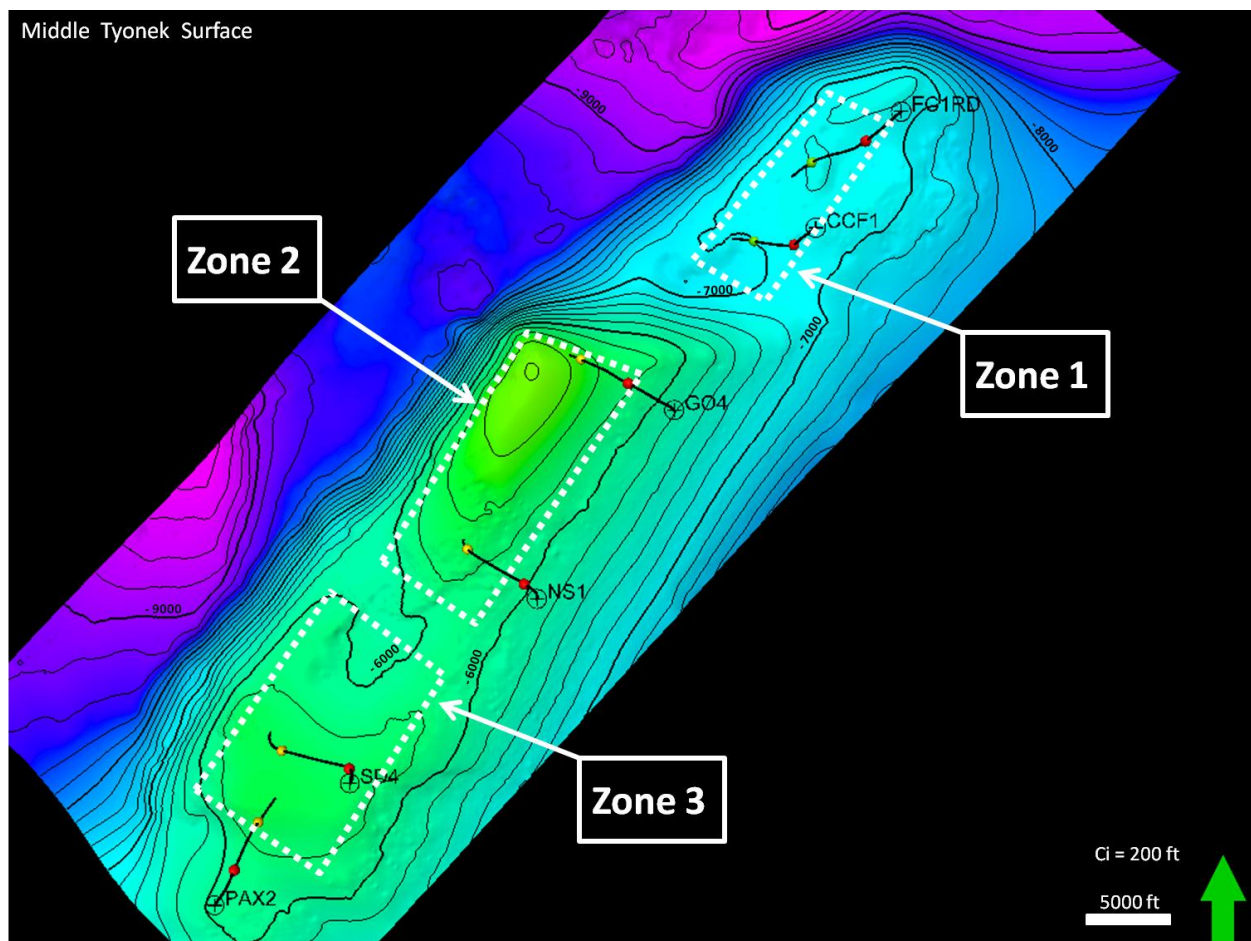 Middle Tyonek Surface
-9000
FC1RD
-8000
CCF1
Zone 2
-7000
-7000
Zone 1
GO4
NS1
-9000
-6000
-6000
SD4
Zone 3
Ci = 200 ft
PAX2
5000 ft